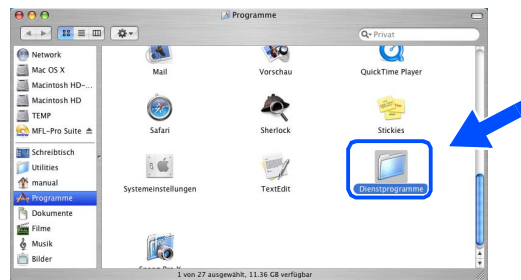 Programme
Privat
Network
Mac OS X
Macintosh HD-...
Macintosh HD
TEMP
MFL-Pro Suite
Schreibtisch
Utilities
manual
Programme
Dokumente
Filme
Musik
Bilder
Mail
Vorschau
QuickTime Player
Safari
Sherlock
Stickies
Systemeinstellungen
TextEdit
Dienstprogramme
1 von 27 ausgewählt, 11.36 GB verfügbar